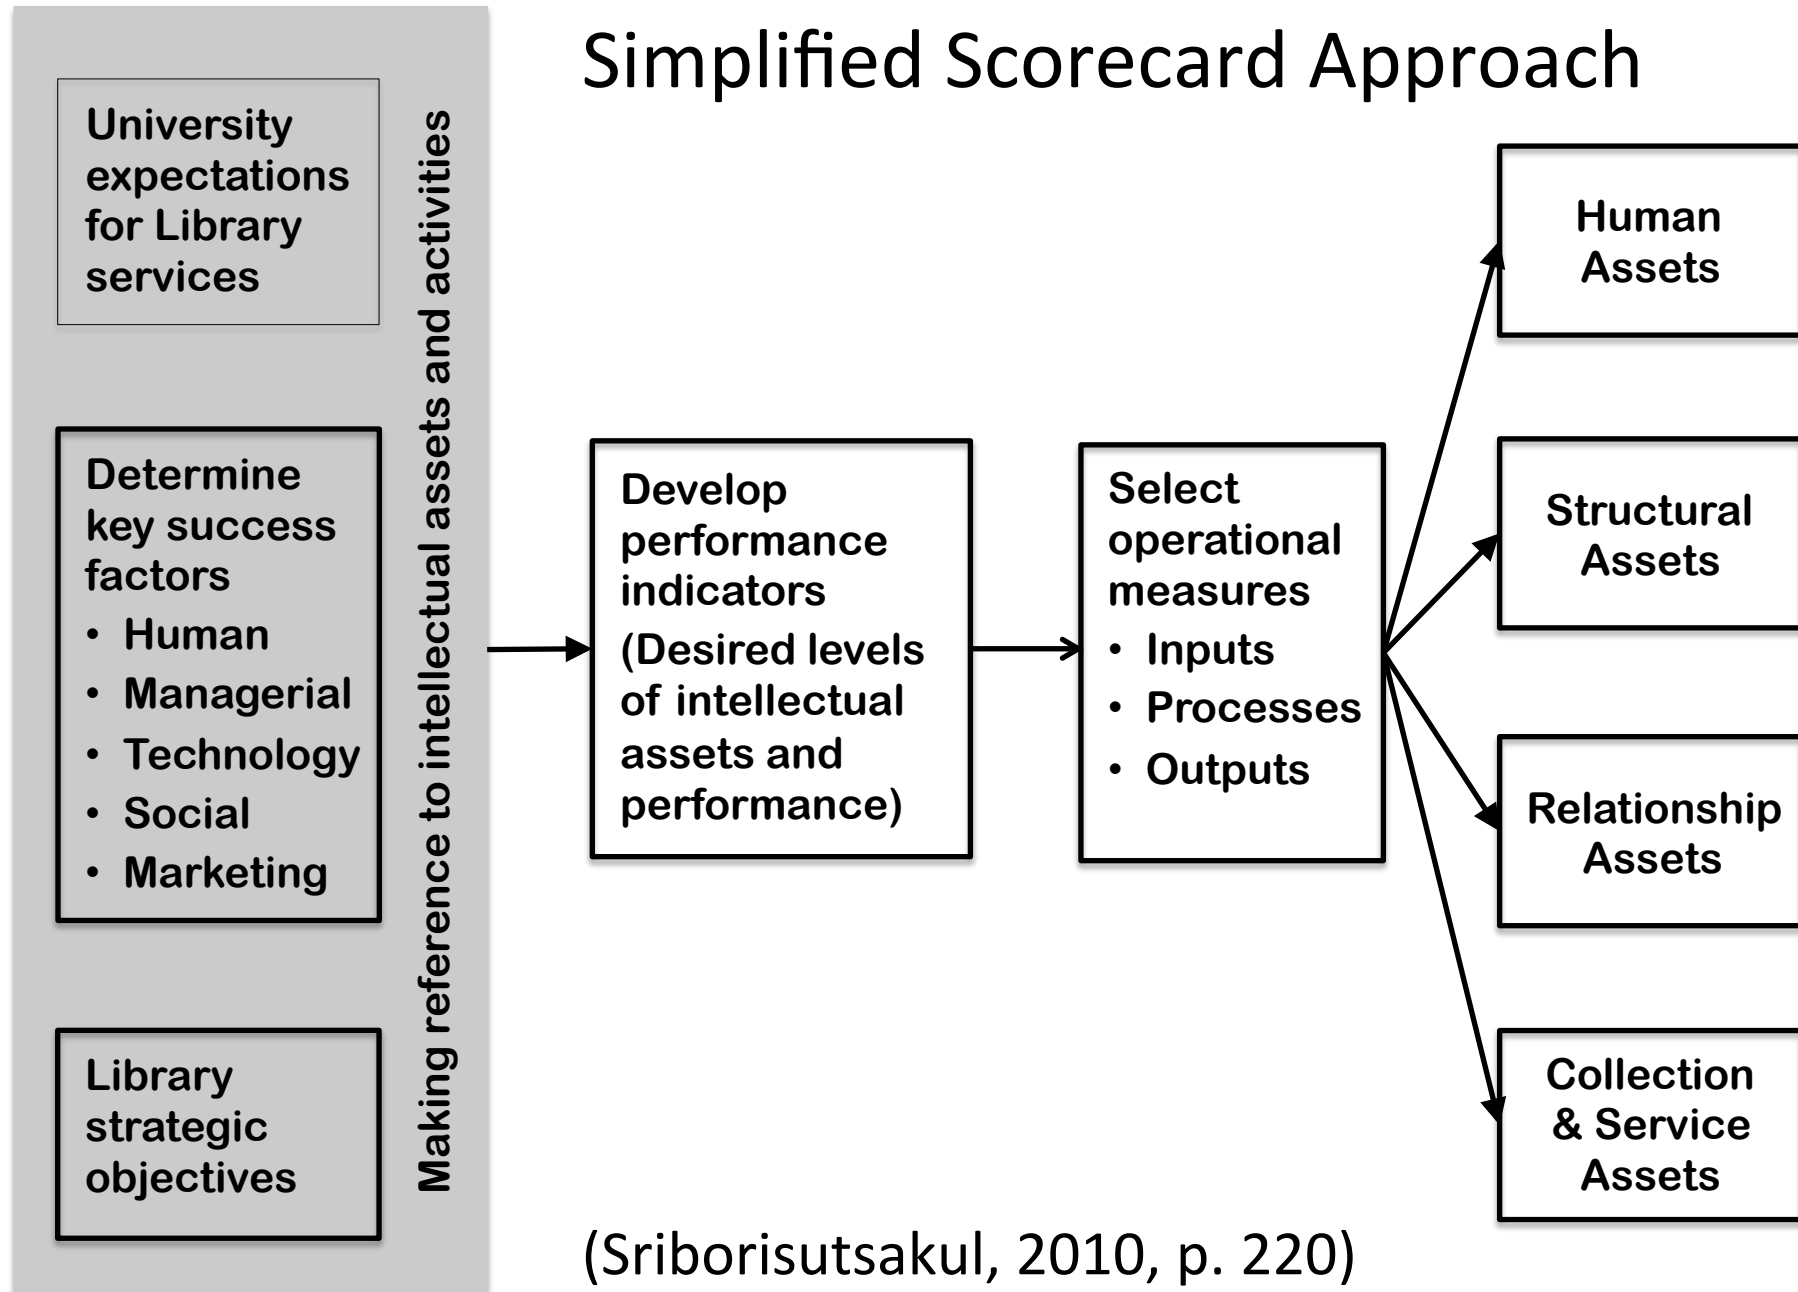 Simplified Scorecard Approach
University
expectations
for Library
services
Determine
key success
factors
• Human
• Managerial
• Technology
• Social
• Marketing
Library
strategic
objectives
Making reference to intellectual assets and activities
Develop
performance
indicators
(Desired levels
of intellectual
assets and
performance)
Select
operational
measures
• Inputs
• Processes
• Outputs
Human
Assets
Structural
Assets
Relationship
Assets
Collection
& Service
Assets
(Sriborisutsakul, 2010, p. 220)